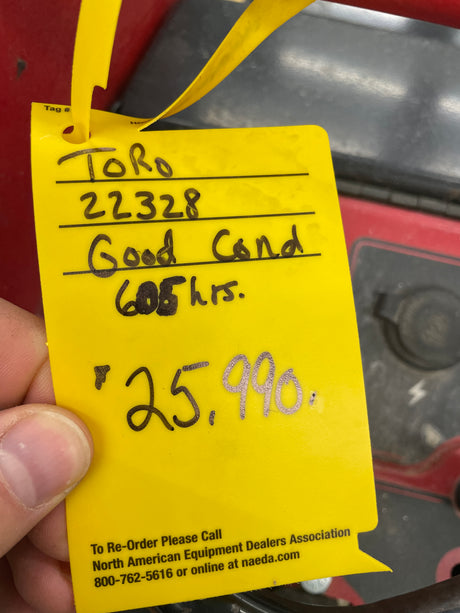 Tag #
ToRo
22328
Good Cond
605 hrs.
$25,990.
To Re-Order Please Call
North American Equipment Dealers Association
800-762-5616 or online at naeda.com